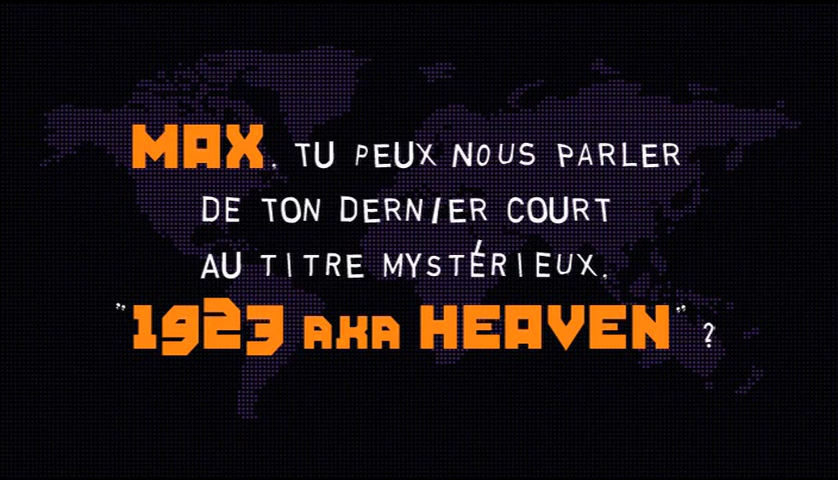 MAX, TU PEUX NOUS PARLER
DE TON DERNIER COURT
AU TITRE MYSTÉRIEUX,
"1923 AKA HEAVEN" ?